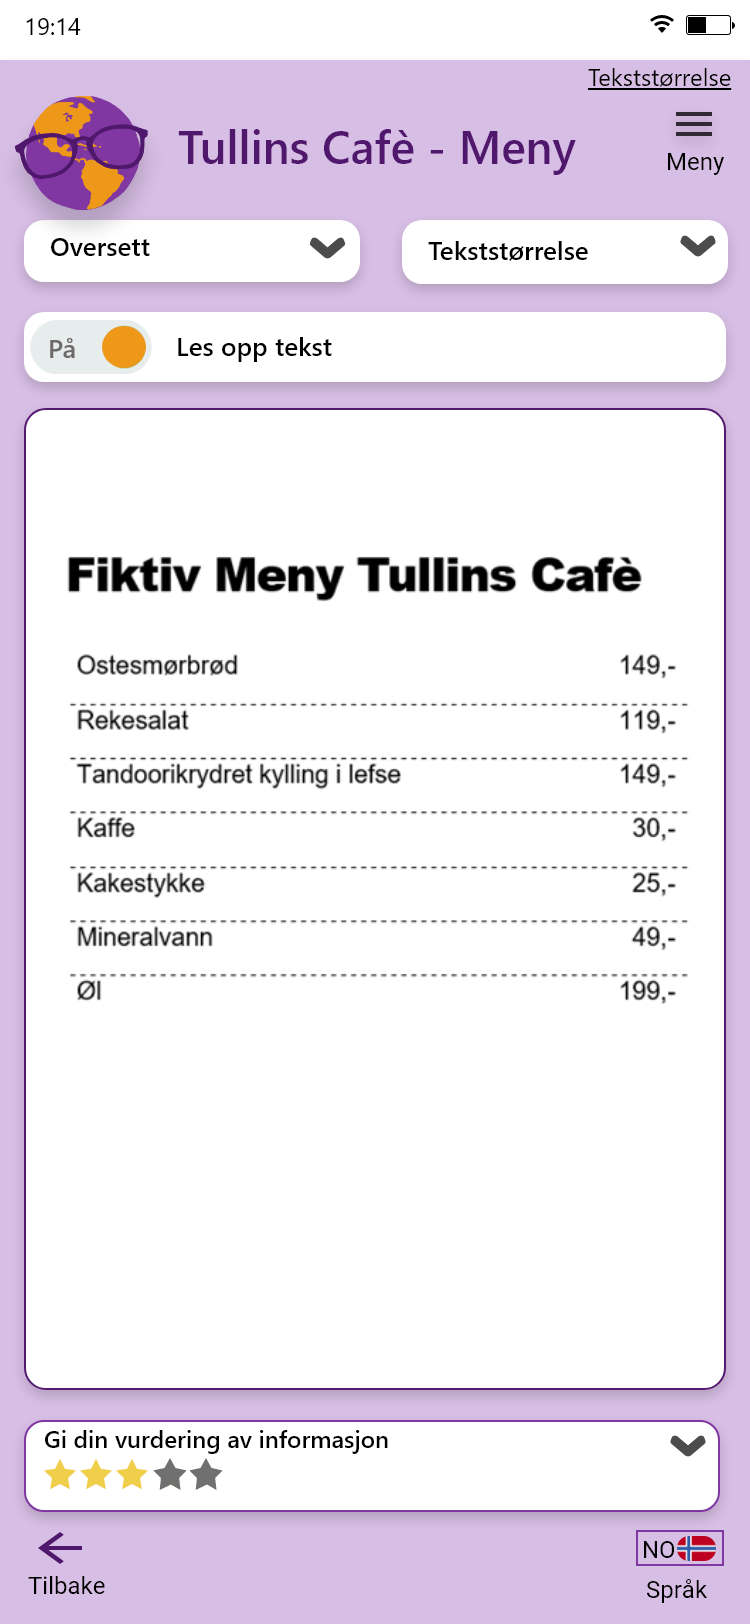 19:14
Tekststørrelse
Tullins Cafè - Meny
Meny
Oversett
Tekststørrelse
På
Les opp tekst
Fiktiv Meny Tullins Cafè
Ostesmørbrød 149,-
Rekesalat 119,-
Tandoorikrydret kylling i lefse 149,-
Kaffe 30,-
Kakestykke 25,-
Mineralvann 49,-
Øl 199,-
Gi din vurdering av informasjon
Tilbake
NO
Språk